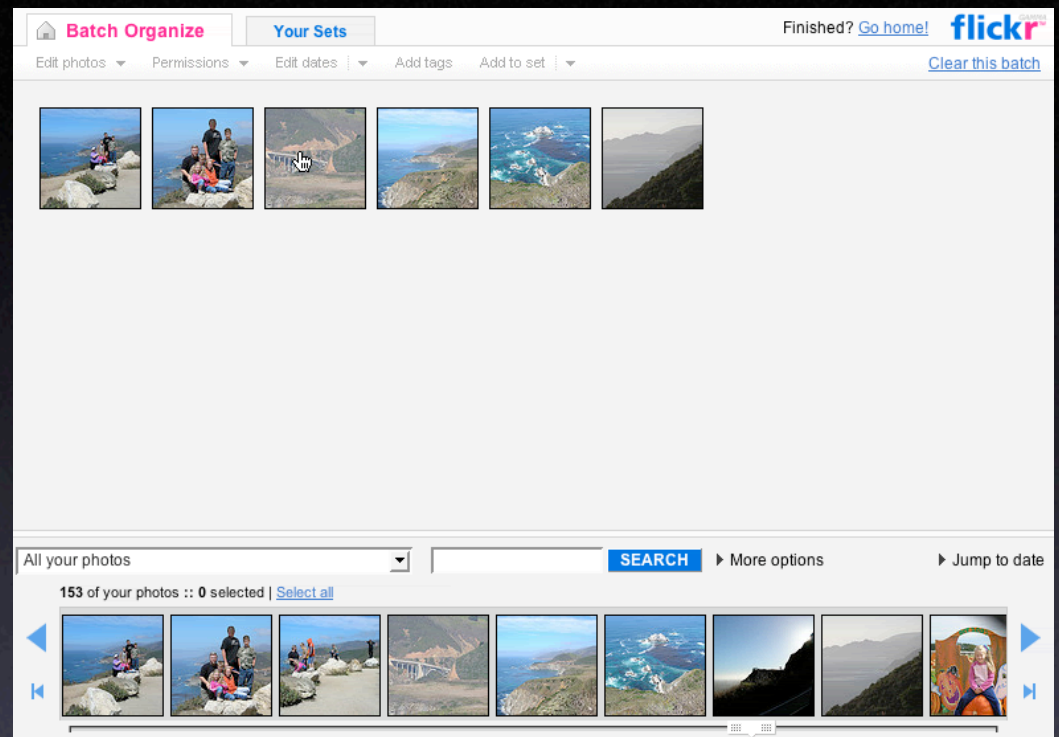 Batch Organize
Your Sets
Finished? Go home!
flickr GAMMA
Edit photos
Permissions
Edit dates
Add tags
Add to set
Clear this batch
All your photos
SEARCH
More options
Jump to date
153 of your photos :: 0 selected | Select all